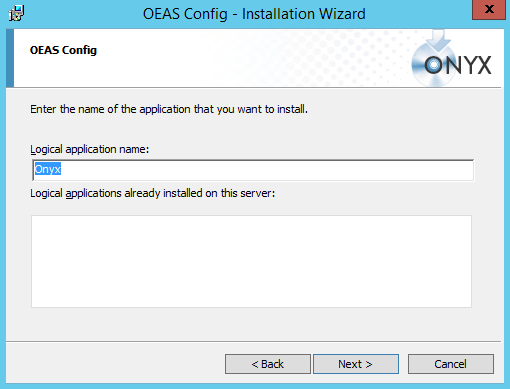 OEAS Config - Installation Wizard
x
OEAS Config
ONYX
Enter the name of the application that you want to install.
Logical application name:
Onyx
Logical applications already installed on this server:
< Back
Next >
Cancel